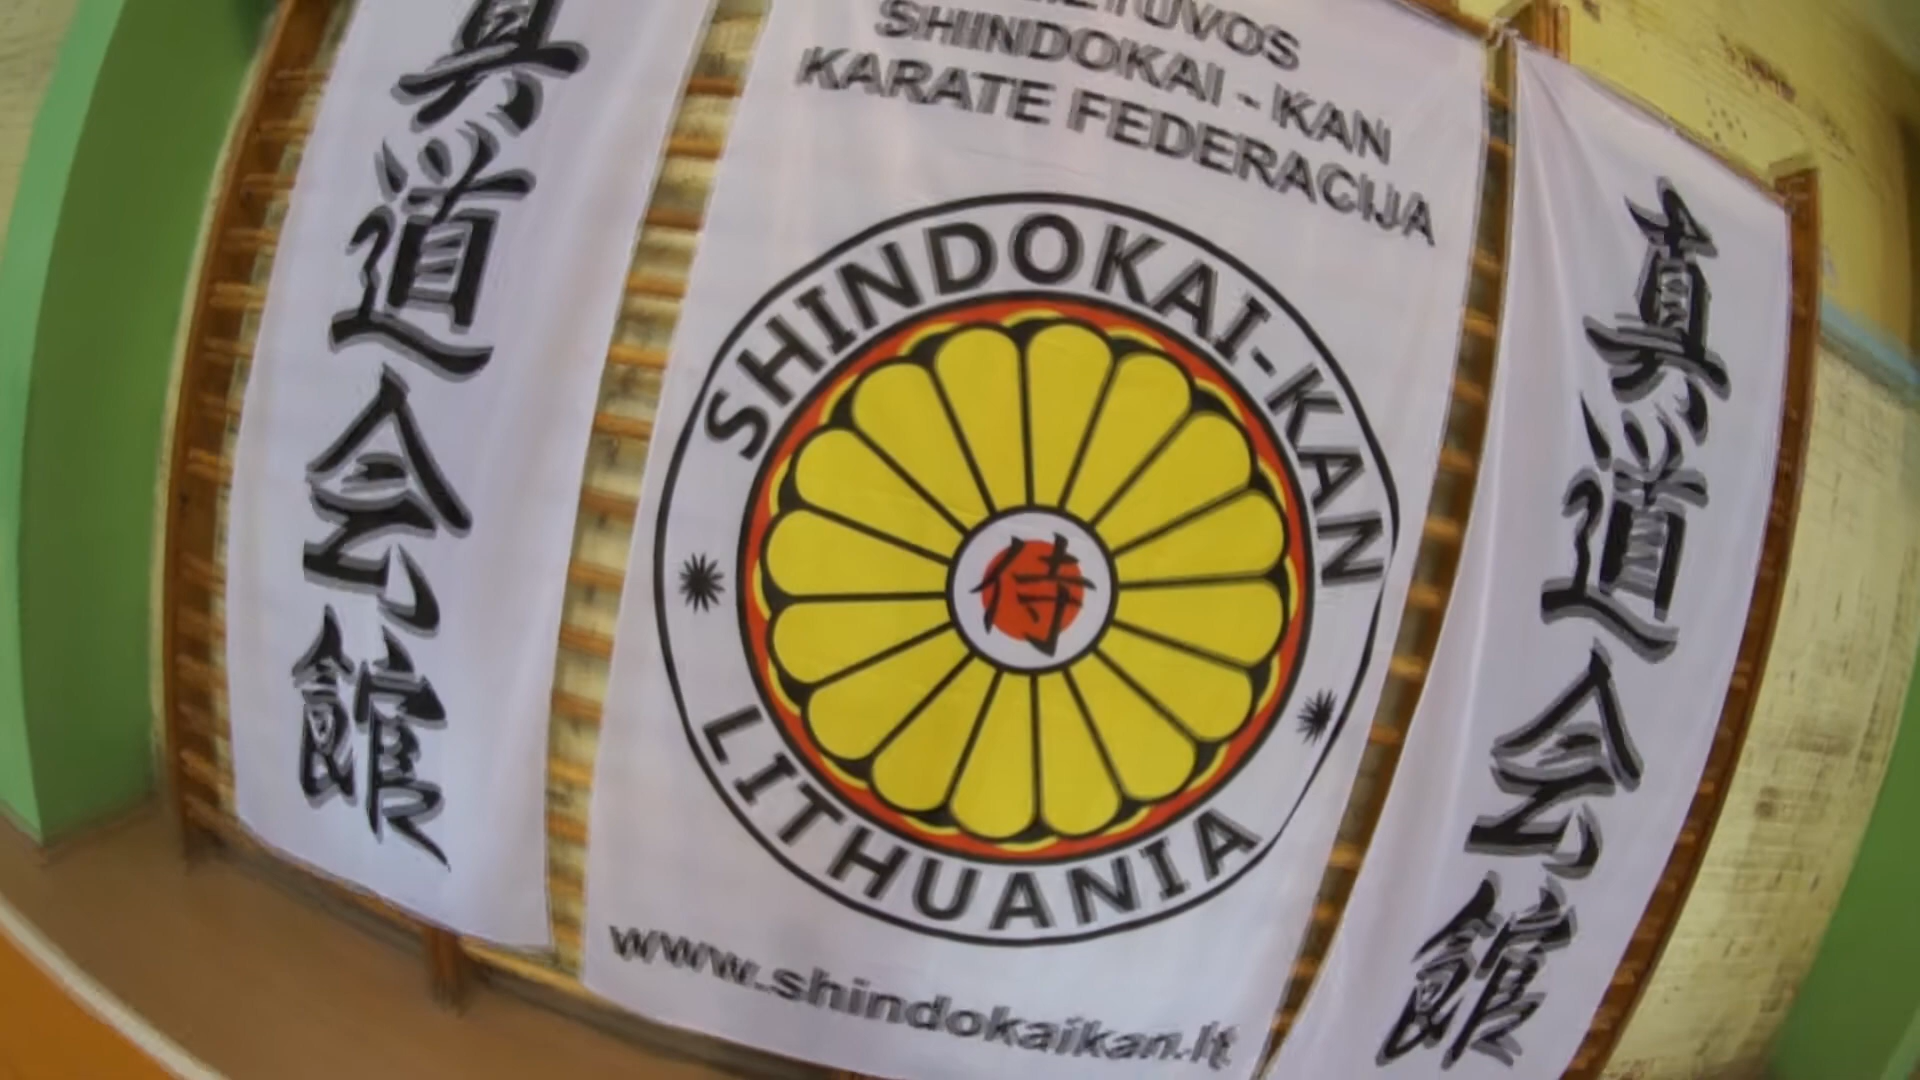 真道会館
LIETUVOS
SHINDOKAI - KAN
KARATE FEDERACIJA
SHINDOKAI-KAN
侍
LITHUANIA
www.shindokaikan.lt
真道会館